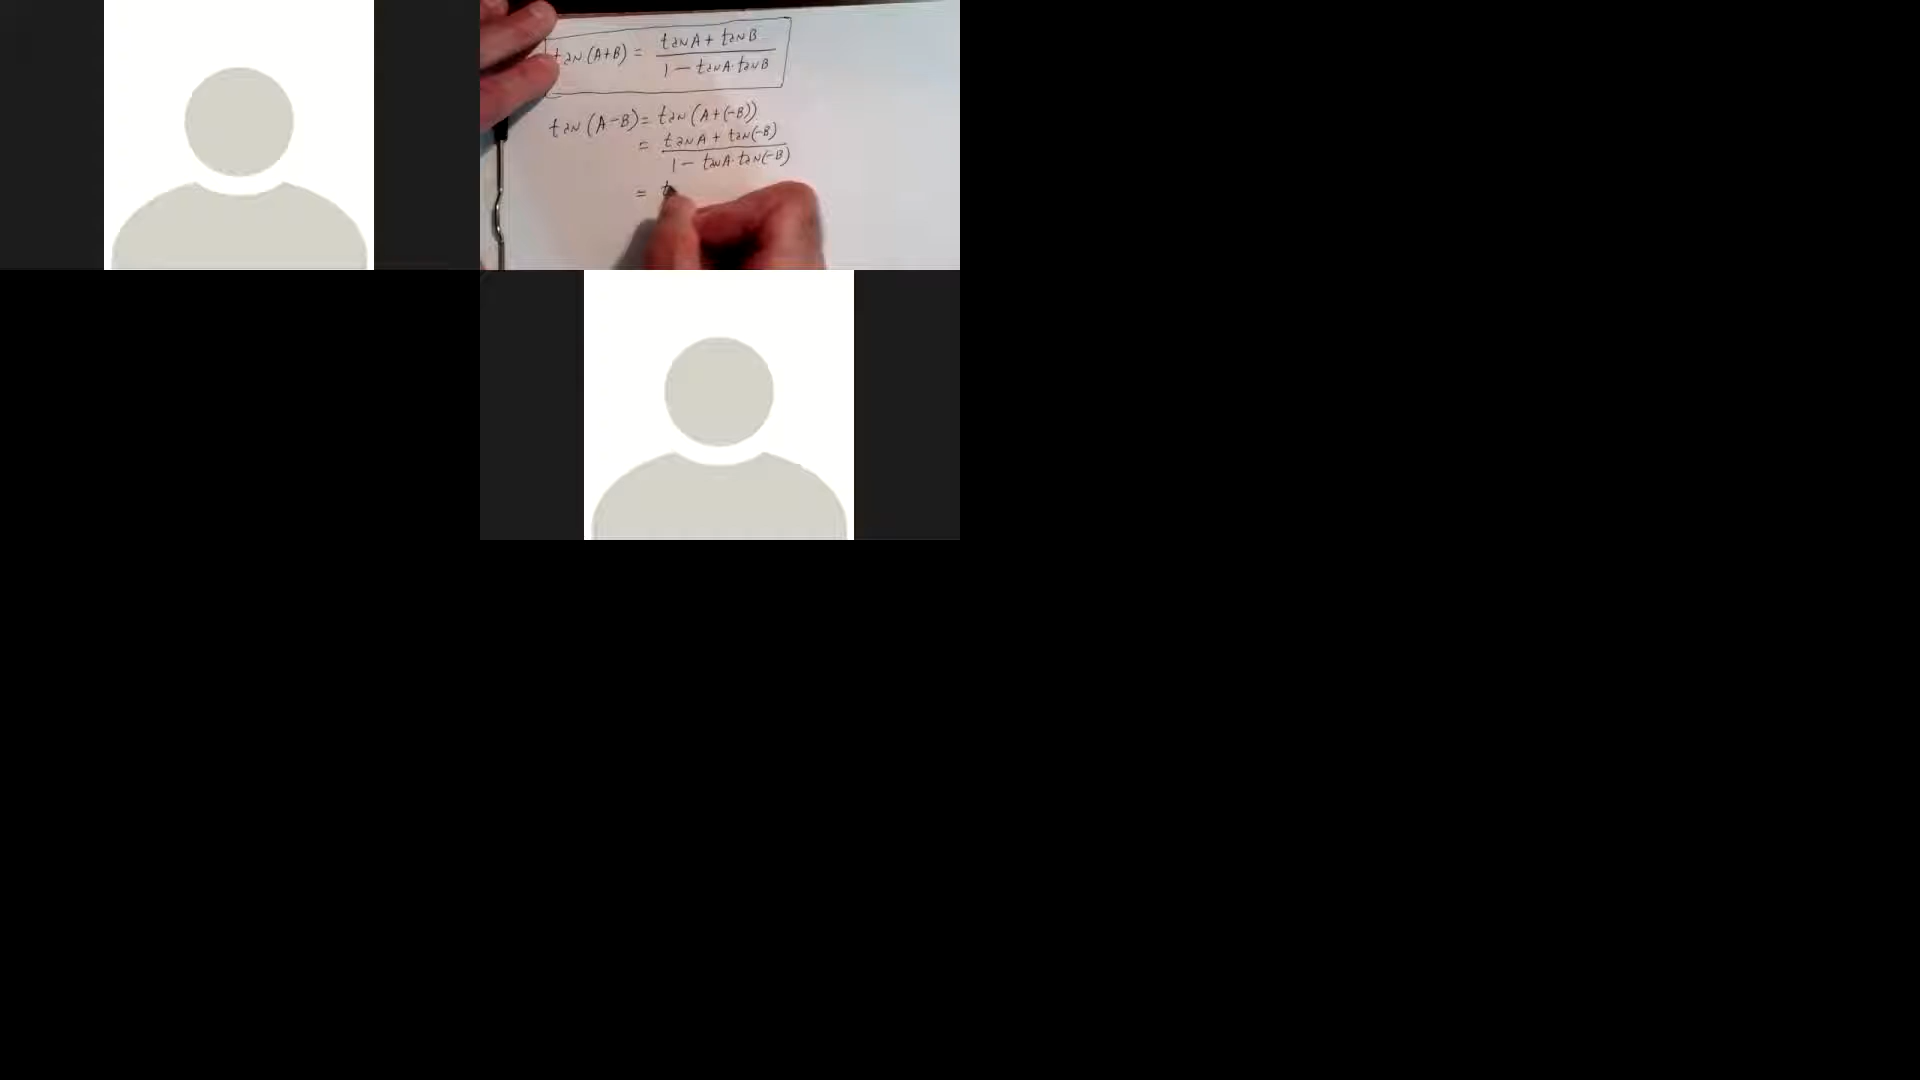 tan(A+B) = (tanA + tanB)/(1 - tanA·tanB)
tan(A-B) = tan(A+(-B))
= (tanA + tan(-B))/(1 - tanA·tan(-B))
= t